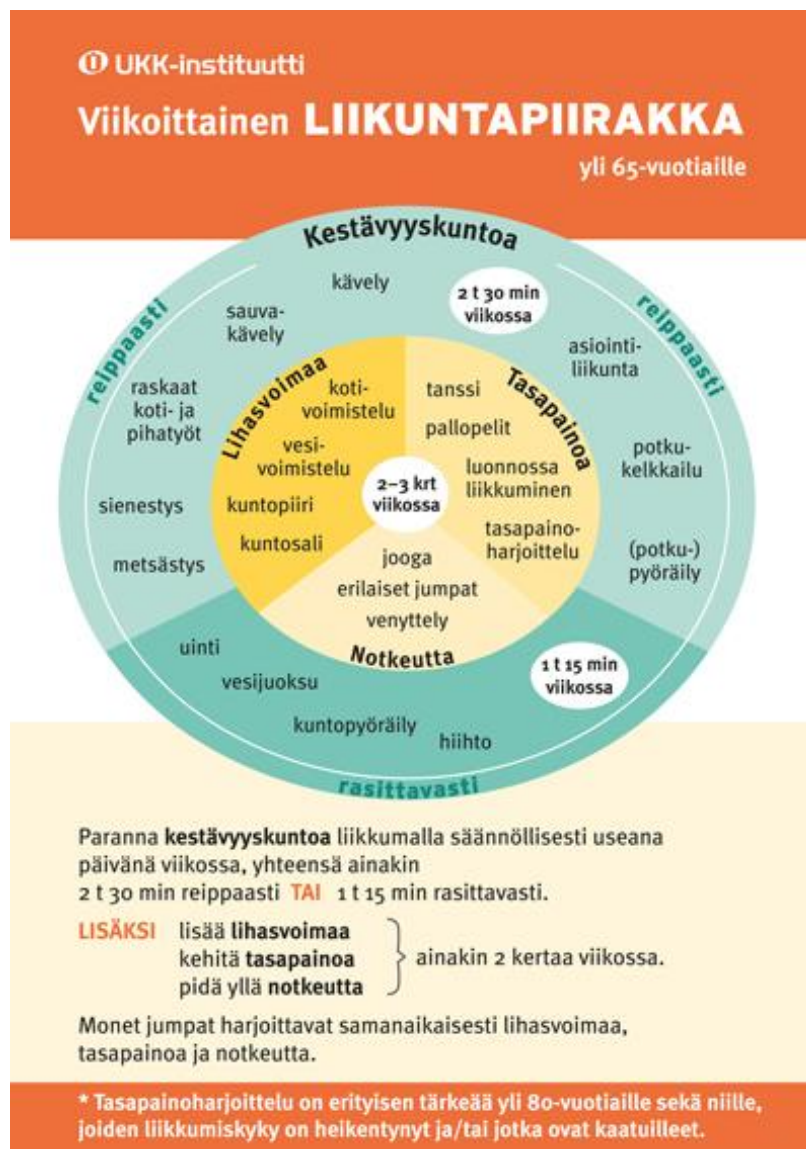 UKK-instituutti
Viikoittainen LIIKUNTAPIIRAKKA
yli 65-vuotiaille
Kestävyyskuntoa
reippaasti
reippaasti
kävely
2 t 30 min
viikossa
sauva-
kävely
asiointi-
liikunta
raskaat
koti- ja
pihatyöt
potku-
kelkkailu
sienestys
metsästys
(potku-)
pyöräily
Lihasvoimaa
koti-
voimistelu
vesi-
voimistelu
kuntopiiri
kuntosali
Tasapainoa
tanssi
pallopelit
luonnossa
liikkuminen
tasapaino-
harjoittelu
2–3 krt
viikossa
jooga
erilaiset jumpat
venyttely
Notkeutta
uinti
vesijuoksu
kuntopyöräily
hiihto
1 t 15 min
viikossa
rasittavasti
Paranna kestävyyskuntoa liikkumalla säännöllisesti useana
päivänä viikossa, yhteensä ainakin
2 t 30 min reippaasti TAI 1 t 15 min rasittavasti.
LISÄKSI lisää lihasvoimaa
kehitä tasapainoa
pidä yllä notkeutta
ainakin 2 kertaa viikossa.
Monet jumpat harjoittavat samanaikaisesti lihasvoimaa,
tasapainoa ja notkeutta.
* Tasapainoharjoittelu on erityisen tärkeää yli 80-vuotiaille sekä niille,
joiden liikkumiskyky on heikentynyt ja/tai jotka ovat kaatuilleet.